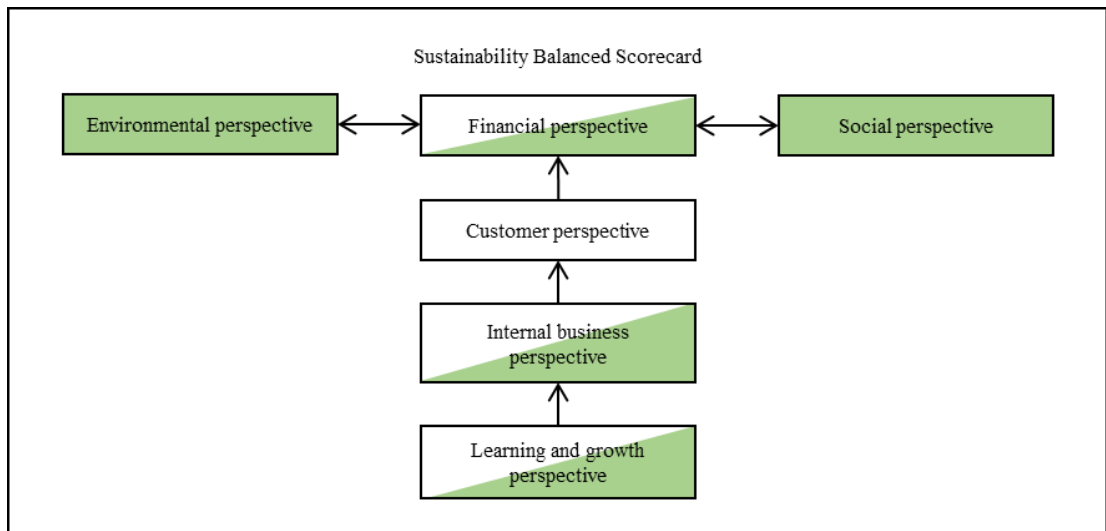 Sustainability Balanced Scorecard
Environmental perspective
Financial perspective
Social perspective
Customer perspective
Internal business
perspective
Learning and growth
perspective